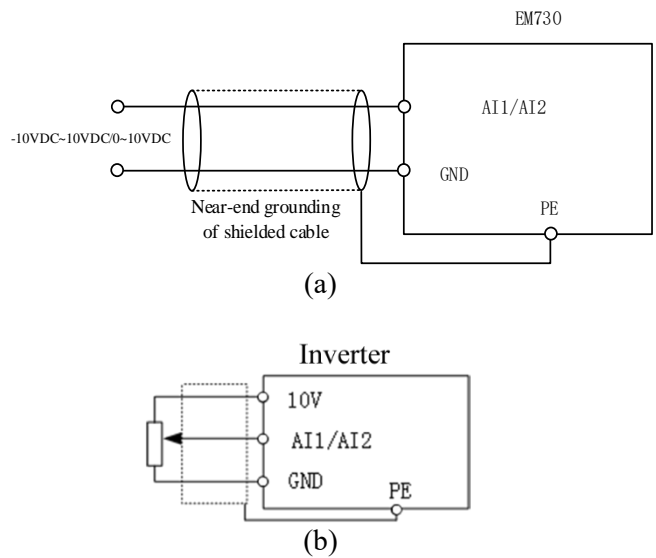 EM730
AI1/AI2
-10VDC~10VDC/0~10VDC
GND
Near-end grounding
of shielded cable
PE
(a)
Inverter
10V
AI1/AI2
GND
PE
(b)